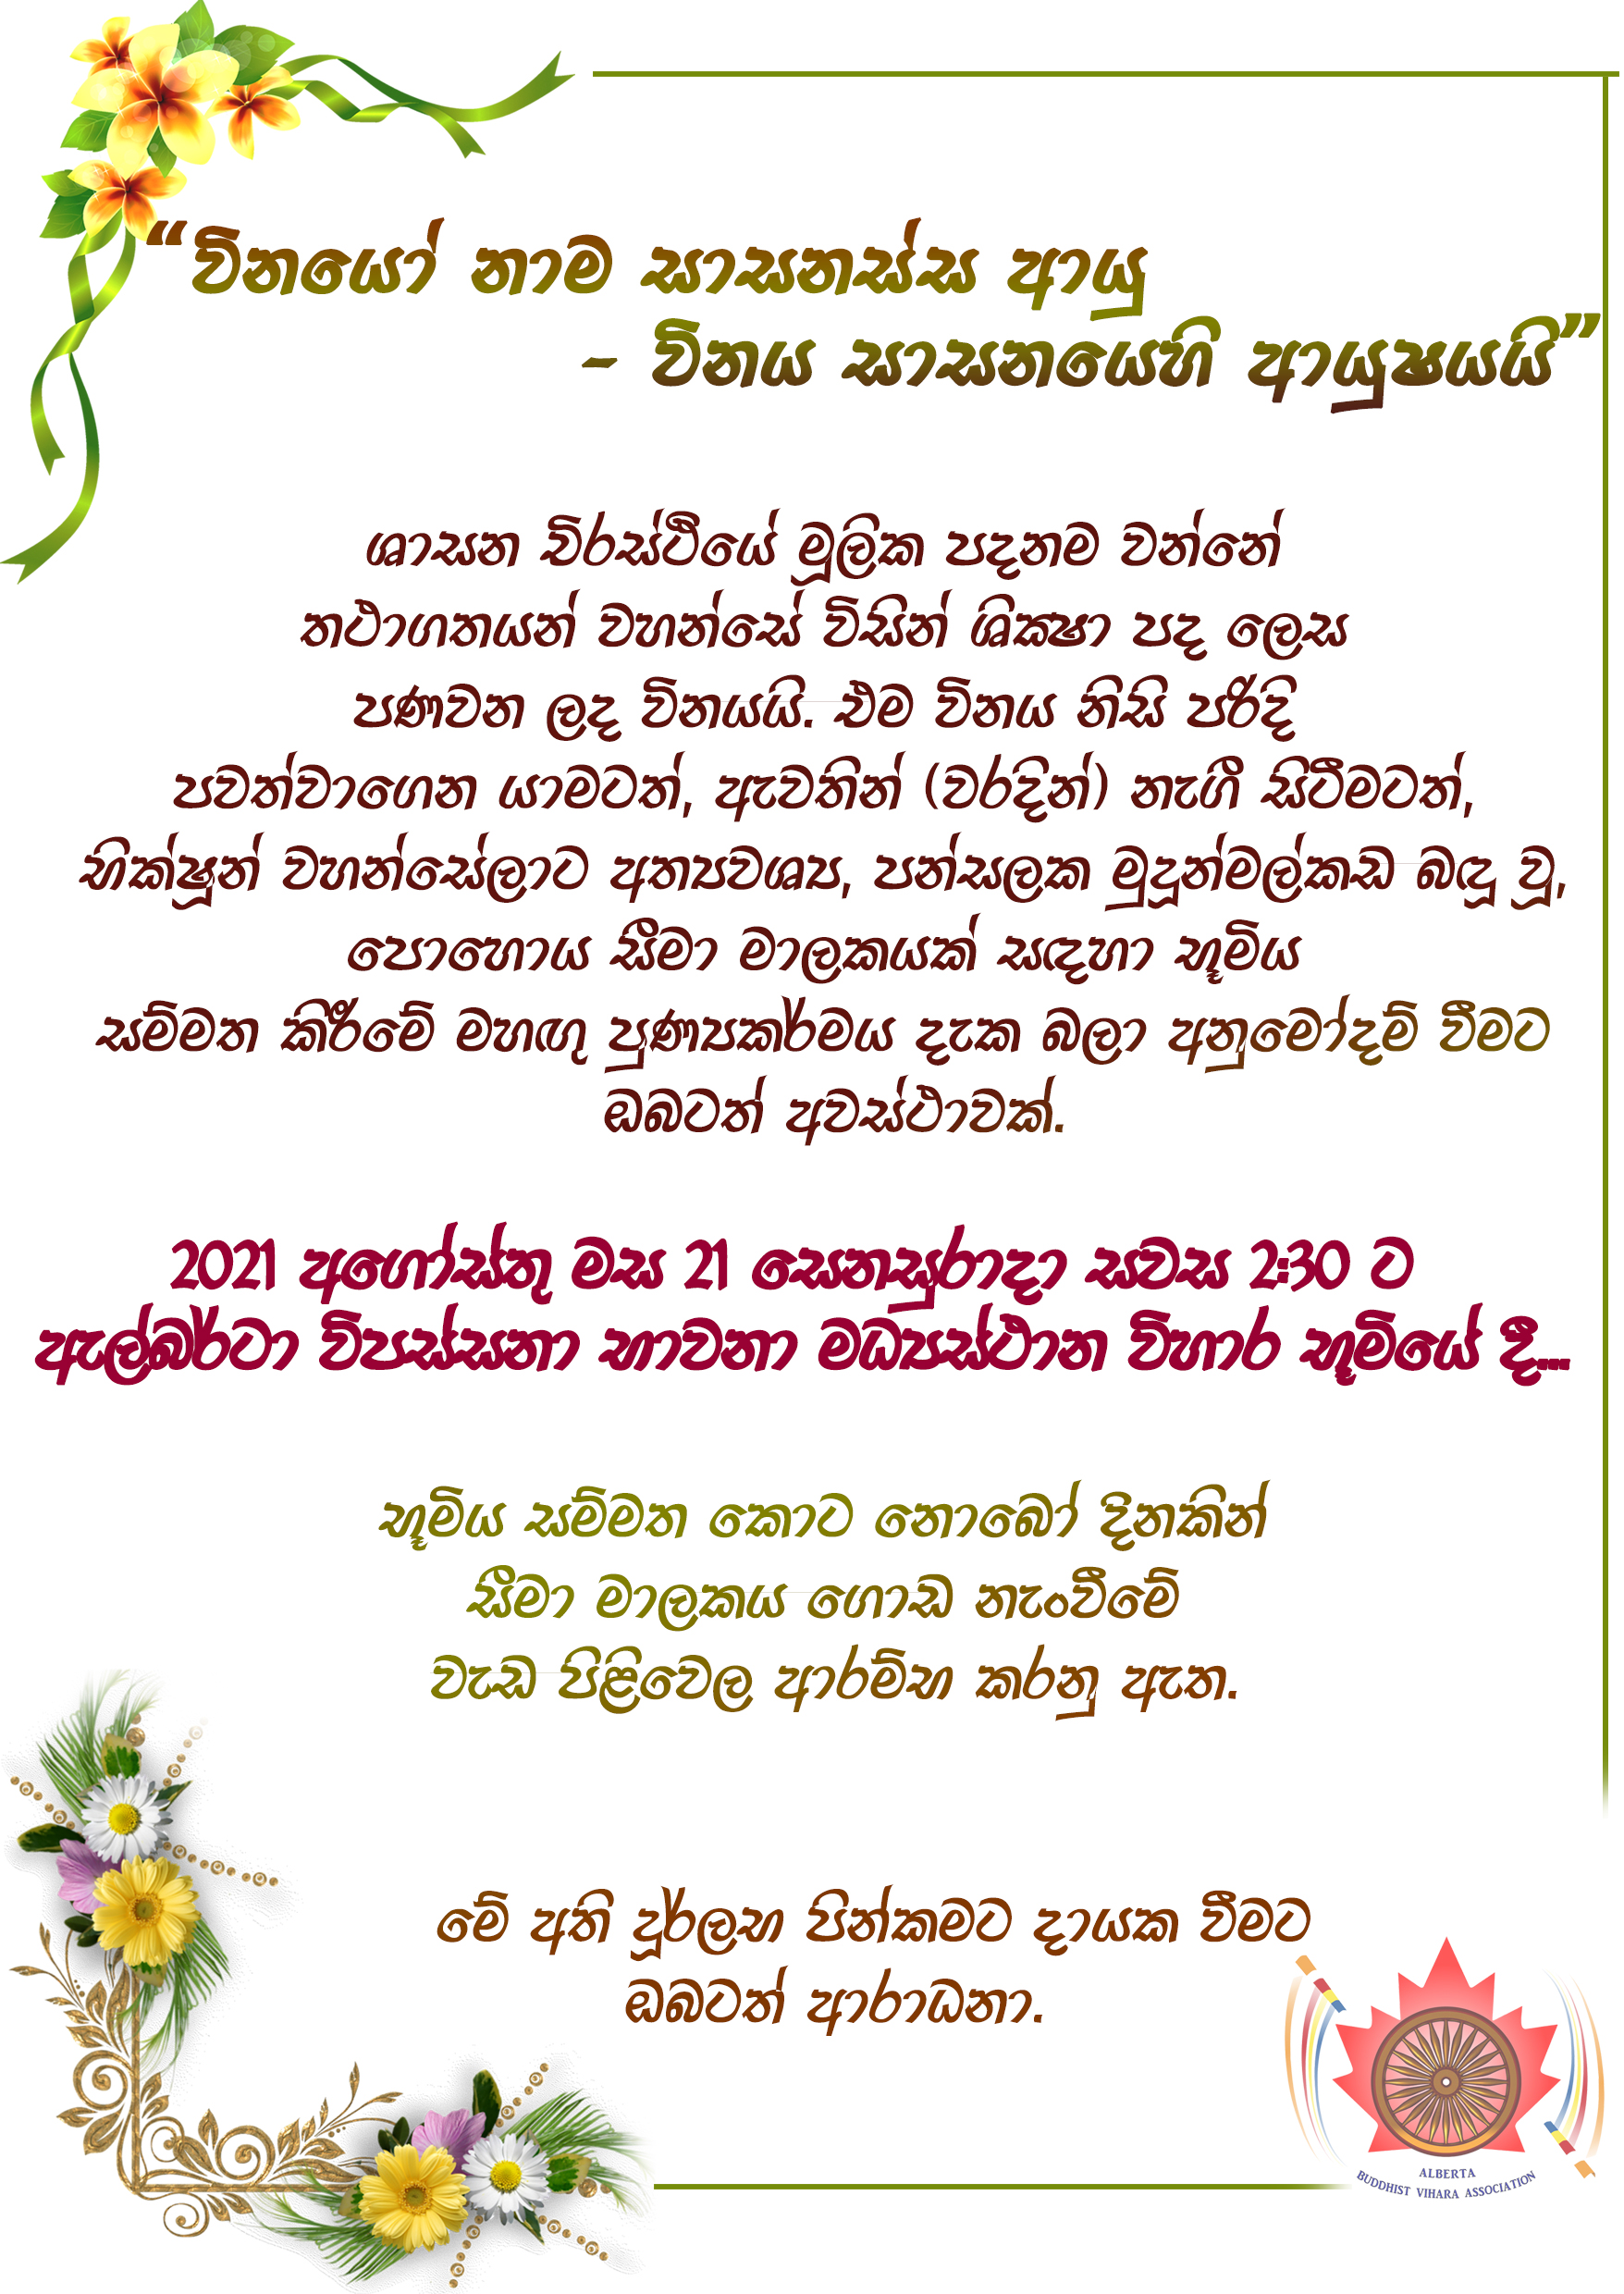 “විනයෝ නාම සාසනස්ස ආයු
- විනය සාසනයෙහි ආයුෂයයි”
ශාසන චිරස්ථියේ මූලික පදනම වන්නේ
තථාගතයන් වහන්සේ විසින් ශික්ෂා පද ලෙස
පණවන ලද විනයයි. එම විනය නිසි පරිදි
පවත්වාගෙන යාමටත්, ඇවතින් (වරදින්) නැගී සිටීමටත්,
භික්ෂූන් වහන්සේලාට අත්‍යවශ්‍ය, පන්සලක මුදූන්මල්කඩ බඳූ වූ,
පොහොය සීමා මාලකයක් සඳහා භූමිය
සම්මත කිරීමේ මහඟු පුණ්‍යකර්මය දැක බලා අනුමෝදම් වීමට
ඔබටත් අවස්ථාවක්.
2021 අගෝස්තු මස 21 සෙනසුරාදා සවස 2:30 ට
ඇල්බර්ටා විපස්සනා භාවනා මධ්‍යස්ථාන විහාර භූමියේ දී...
භූමිය සම්මත කොට නොබෝ දිනකින්
සීමා මාලකය ගොඩ නැංවීමේ
වැඩ පිළිවෙල ආරම්භ කරනු ඇත.
මේ අති දූර්ලභ පින්කමට දායක වීමට
ඔබටත් ආරාධනා.
ALBERTA
BUDDHIST VIHARA ASSOCIATION